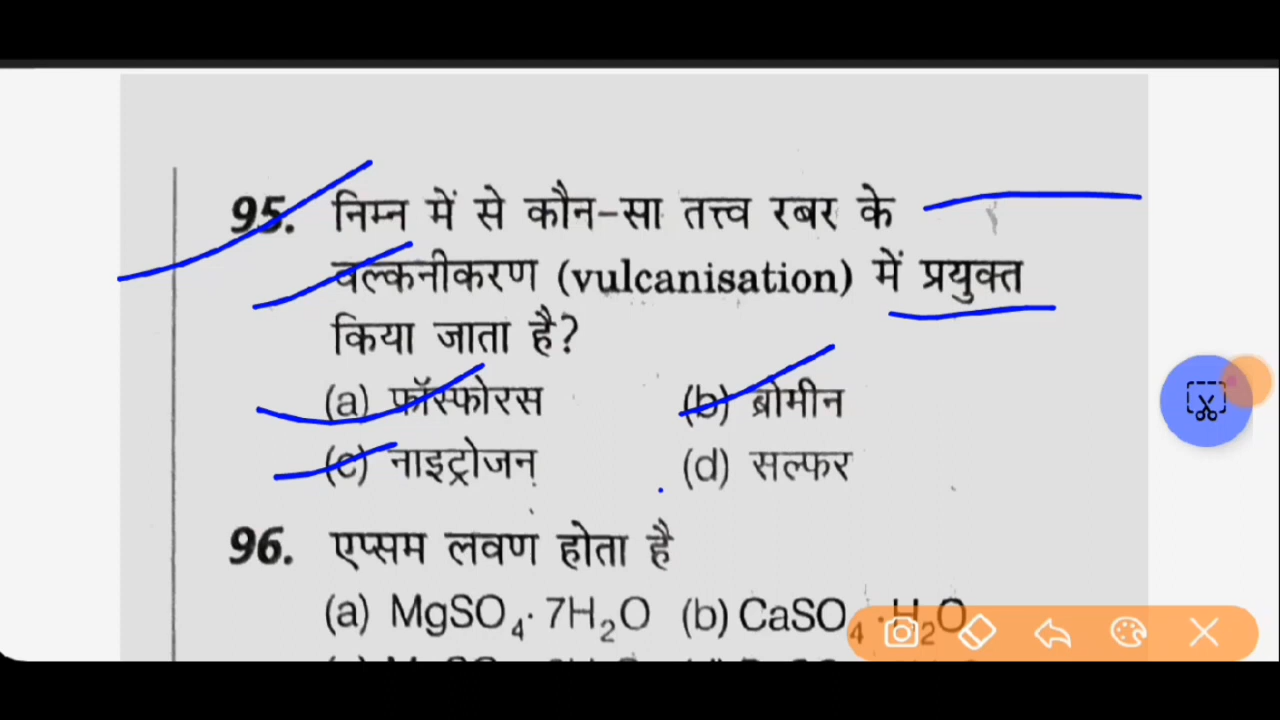 95. निम्न में से कौन-सा तत्त्व रबर के
वल्कनीकरण (vulcanisation) में प्रयुक्त
किया जाता है?
(a) फॉस्फोरस (b) ब्रोमीन
(c) नाइट्रोजन (d) सल्फर
96. एप्सम लवण होता है
(a) MgSO₄· 7H₂O (b) CaSO₄ ·H₂O